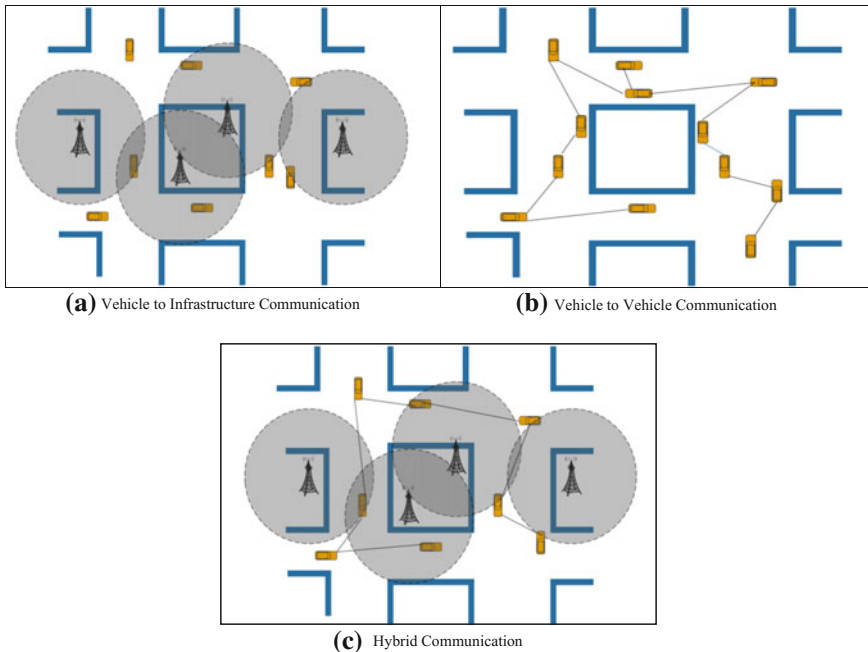 (a) Vehicle to Infrastructure Communication
(b) Vehicle to Vehicle Communication
(c) Hybrid Communication